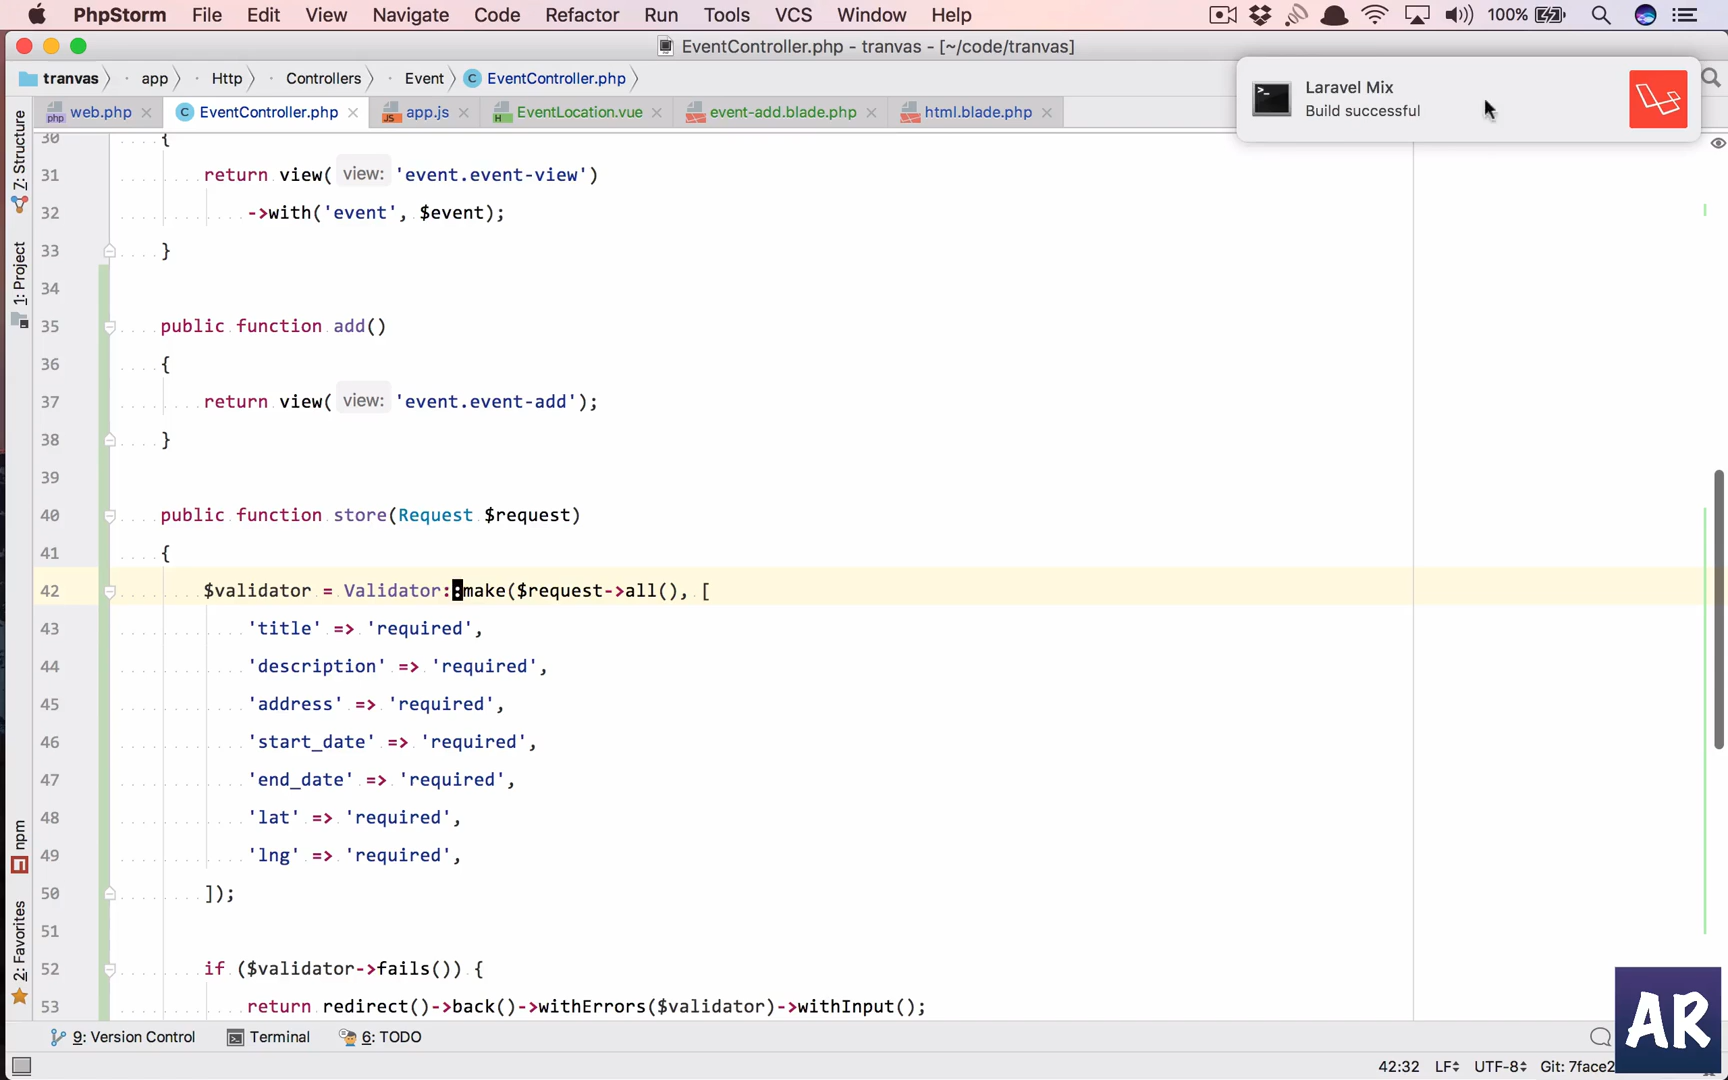 PhpStorm File Edit View Navigate Code Refactor Run Tools VCS Window Help 100%
EventController.php - tranvas - [~/code/tranvas]
tranvas app Http Controllers Event EventController.php
Laravel Mix
Build successful
web.php EventController.php app.js EventLocation.vue event-add.blade.php html.blade.php
7: Structure
1: Project
npm
2: Favorites
30 {
31 return view( view: 'event.event-view')
32 ->with('event', $event);
33 }
34
35 public function add()
36 {
37 return view( view: 'event.event-add');
38 }
39
40 public function store(Request $request)
41 {
42 $validator = Validator::make($request->all(), [
43 'title' => 'required',
44 'description' => 'required',
45 'address' => 'required',
46 'start_date' => 'required',
47 'end_date' => 'required',
48 'lat' => 'required',
49 'lng' => 'required',
50 ]);
51
52 if ($validator->fails()) {
53 return redirect()->back()->withErrors($validator)->withInput();
9: Version Control Terminal 6: TODO
42:32 LF UTF-8 Git: 7face2
AR